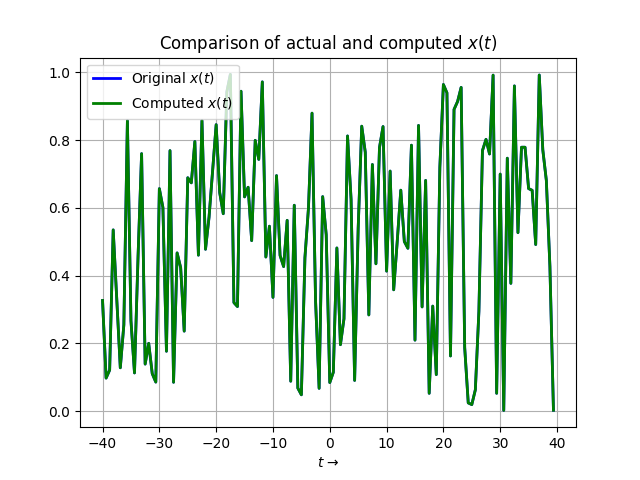 Comparison of actual and computed x(t)
Original x(t)
Computed x(t)
1.0
0.8
0.6
0.4
0.2
0.0
−40 −30 −20 −10 0 10 20 30 40
t →